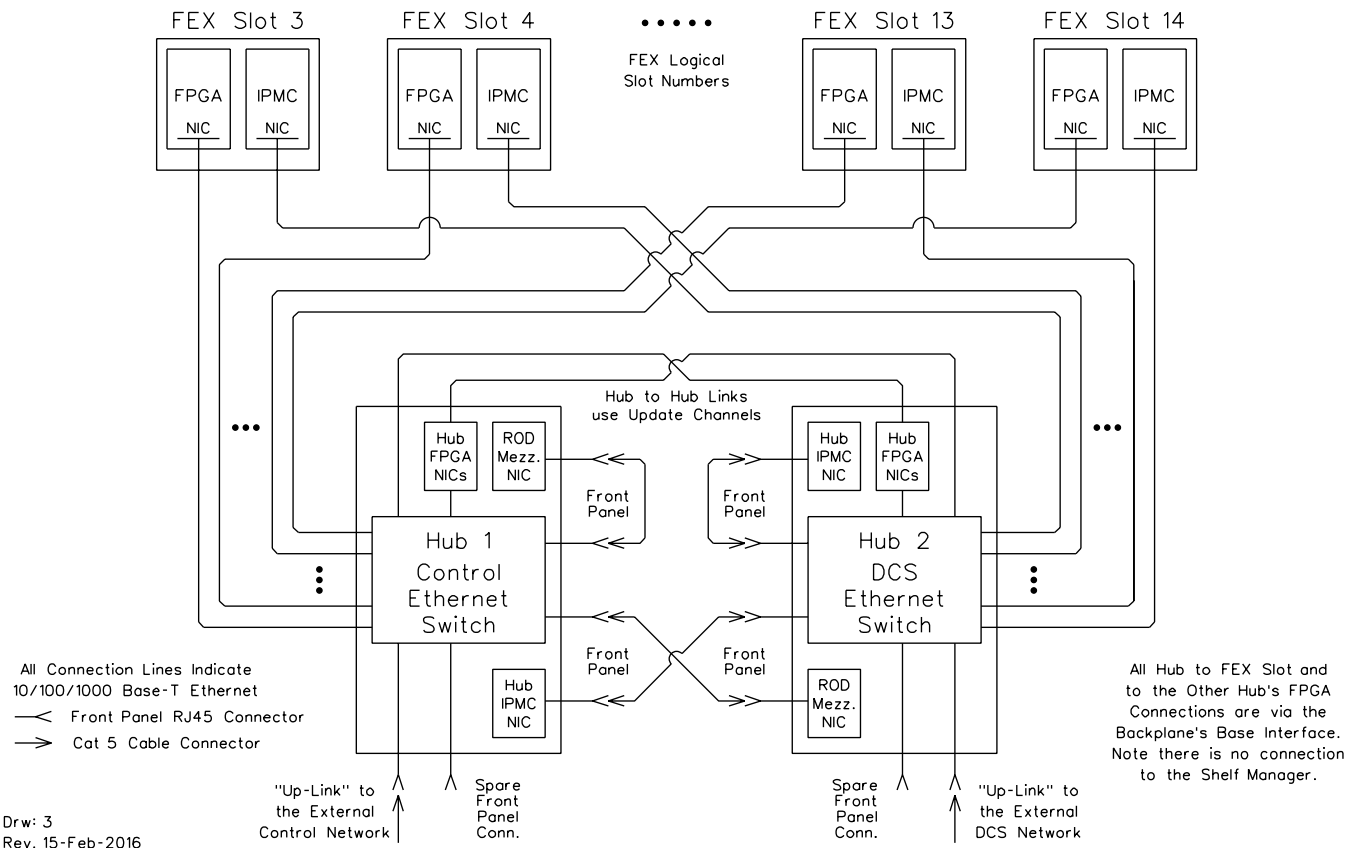 FEX Slot 3
FEX Slot 4
FEX Slot 13
FEX Slot 14
FEX Logical
Slot Numbers
FPGA
NIC
IPMC
NIC
FPGA
NIC
IPMC
NIC
FPGA
NIC
IPMC
NIC
FPGA
NIC
IPMC
NIC
Hub to Hub Links
use Update Channels
Hub
FPGA
NICs
ROD
Mezz.
NIC
Hub
IPMC
NIC
Hub
FPGA
NICs
Front
Panel
Front
Panel
Hub 1
Control
Ethernet
Switch
Hub 2
DCS
Ethernet
Switch
Front
Panel
Front
Panel
Hub
IPMC
NIC
ROD
Mezz.
NIC
All Connection Lines Indicate
10/100/1000 Base-T Ethernet
Front Panel RJ45 Connector
Cat 5 Cable Connector
All Hub to FEX Slot and
to the Other Hub's FPGA
Connections are via the
Backplane's Base Interface.
Note there is no connection
to the Shelf Manager.
"Up-Link" to
the External
Control Network
Spare
Front
Panel
Conn.
Spare
Front
Panel
Conn.
"Up-Link" to
the External
DCS Network
Drw: 3
Rev. 15-Feb-2016